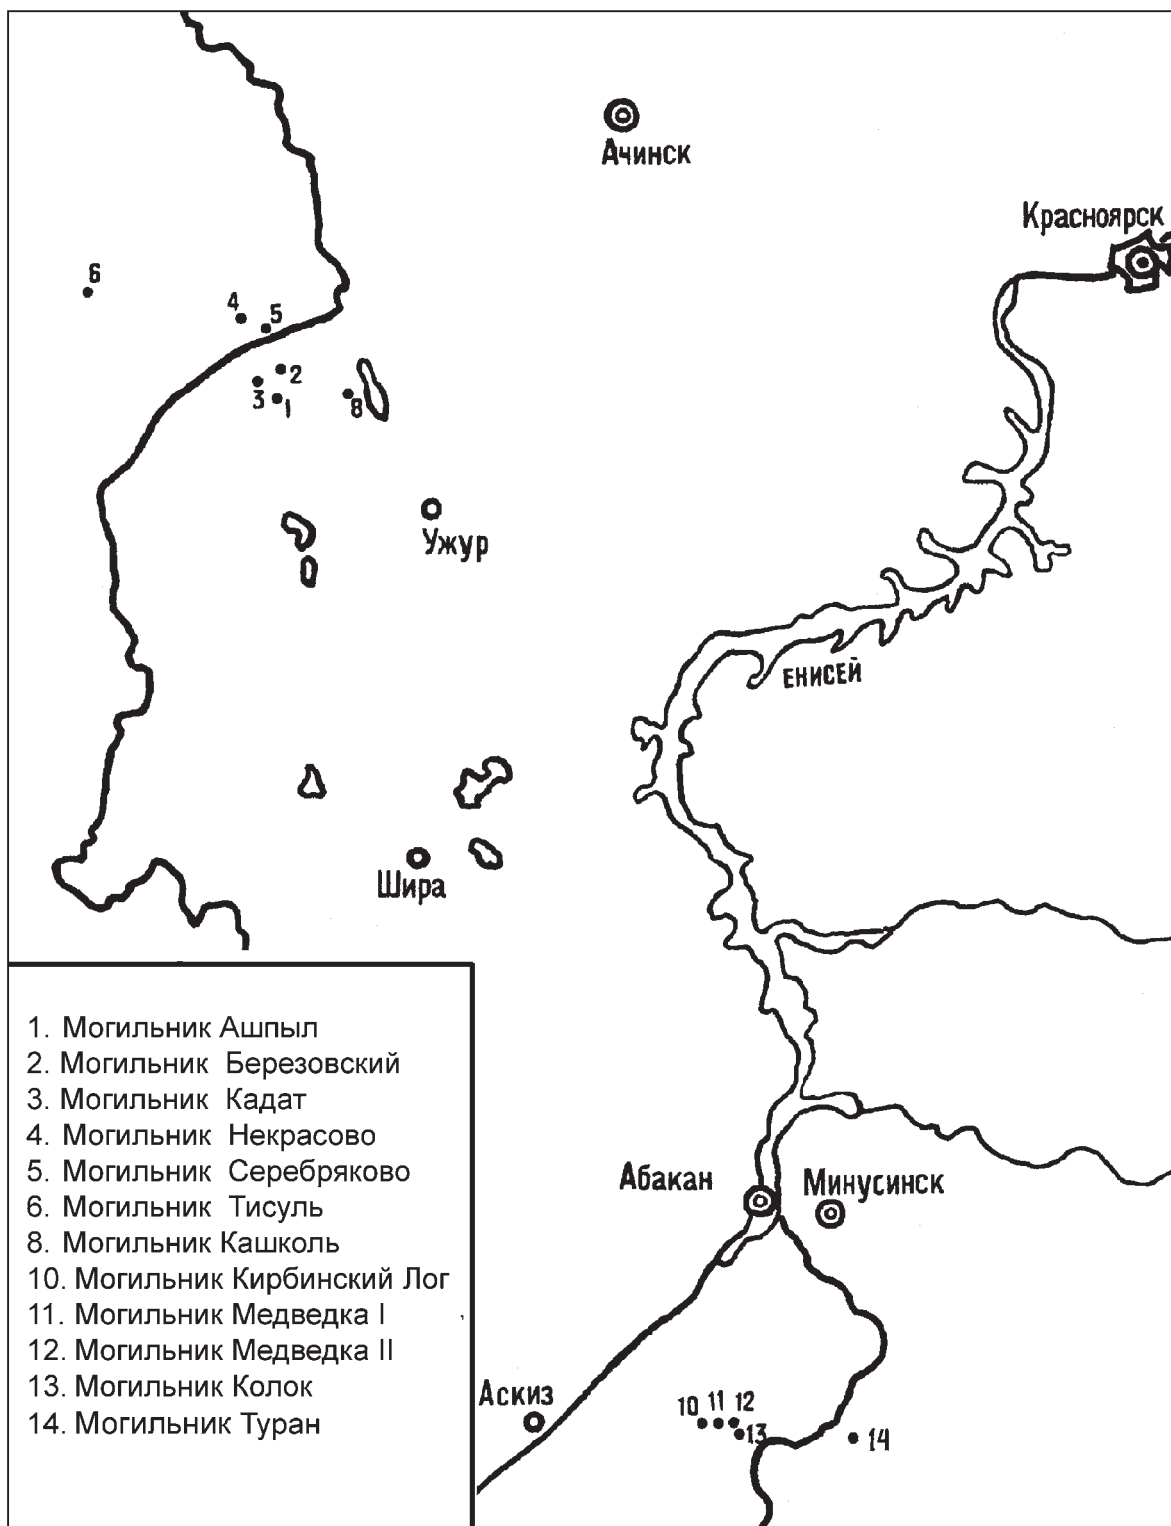 Ачинск
Красноярск
6
4
5
2
3
1
8
Ужур
ЕНИСЕЙ
Шира
1. Могильник Ашпыл
2. Могильник Березовский
3. Могильник Кадат
4. Могильник Некрасово
5. Могильник Серебряково
6. Могильник Тисуль
8. Могильник Кашколь
10. Могильник Кирбинский Лог
11. Могильник Медведка I
12. Могильник Медведка II
13. Могильник Колок
14. Могильник Туран
Абакан
Минусинск
Аскиз
10 11 12
13
14